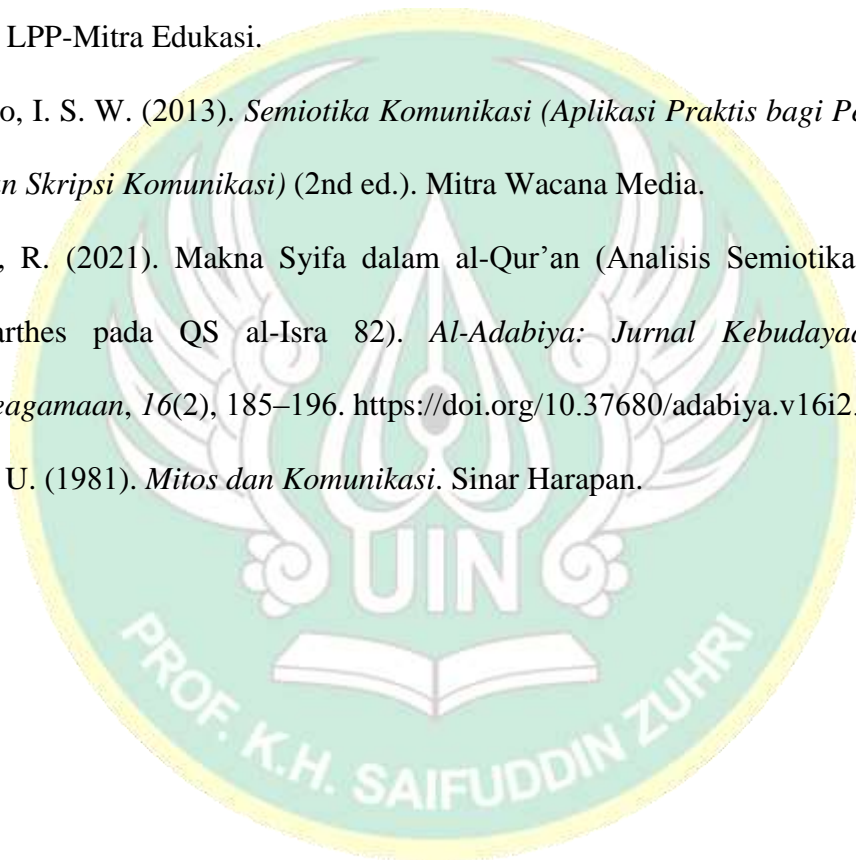 LPP-Mitra Edukasi.
o, I. S. W. (2013). Semiotika Komunikasi (Aplikasi Praktis bagi Pe
n Skripsi Komunikasi) (2nd ed.). Mitra Wacana Media.
, R. (2021). Makna Syifa dalam al-Qur’an (Analisis Semiotika
arthes pada QS al-Isra 82). Al-Adabiya: Jurnal Kebudayaa
eagamaan, 16(2), 185–196. https://doi.org/10.37680/adabiya.v16i2.
U. (1981). Mitos dan Komunikasi. Sinar Harapan.
UIN
PROF. K.H. SAIFUDDIN ZUHRI